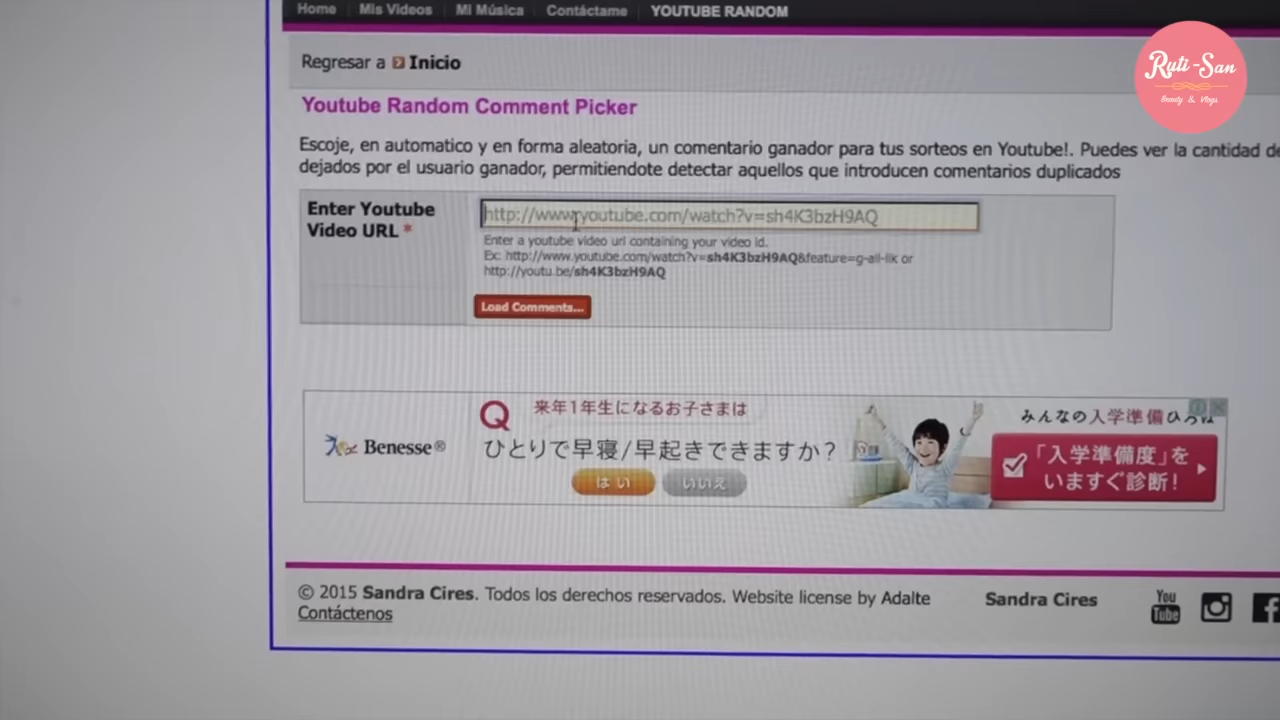 Home Mis Videos Mi Música Contáctame YOUTUBE RANDOM
Ruti-San
Beauty & Vlogs
Regresar a Inicio
Youtube Random Comment Picker
Escoje, en automatico y en forma aleatoria, un comentario ganador para tus sorteos en Youtube!. Puedes ver la cantidad de
dejados por el usuario ganador, permitiendote detectar aquellos que introducen comentarios duplicados
Enter Youtube
Video URL *
http://www.youtube.com/watch?v=sh4K3bzH9AQ
Enter a youtube video url containing your video id.
Ex: http://www.youtube.com/watch?v=sh4K3bzH9AQ&feature=g-all-lik or
http://youtu.be/sh4K3bzH9AQ
Load Comments...
Benesse®
Q 来年1年生になるお子さまは
ひとりで早寝/早起きできますか?
はい いいえ
みんなの入学準備
「入学準備度」を
いますぐ診断!
© 2015 Sandra Cires. Todos los derechos reservados. Website license by Adalte
Contáctenos
Sandra Cires
You
Tube